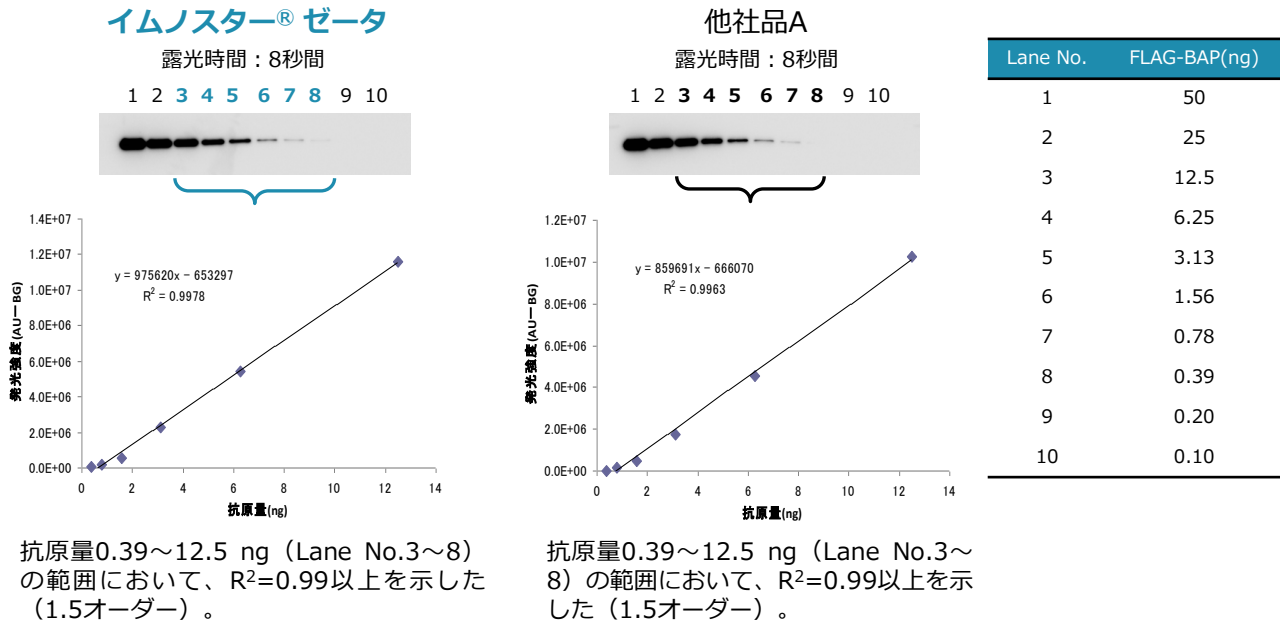 イムノスター® ゼータ
露光時間：8秒間
1 2 3 4 5 6 7 8 9 10
1.4E+07
1.2E+07
1.0E+07
8.0E+06
6.0E+06
4.0E+06
2.0E+06
0.0E+00
発光強度(AU－BG)
y = 975620x − 653297
R² = 0.9978
0 2 4 6 8 10 12 14
抗原量(ng)
抗原量0.39～12.5 ng（Lane No.3～8）
の範囲において、R²=0.99以上を示した
（1.5オーダー）。
他社品A
露光時間：8秒間
1 2 3 4 5 6 7 8 9 10
1.2E+07
1.0E+07
8.0E+06
6.0E+06
4.0E+06
2.0E+06
0.0E+00
発光強度(AU－BG)
y = 859691x − 666070
R² = 0.9963
0 2 4 6 8 10 12 14
抗原量(ng)
抗原量0.39～12.5 ng（Lane No.3～
8）の範囲において、R²=0.99以上を示
した（1.5オーダー）。
Lane No. FLAG-BAP(ng)
1 50
2 25
3 12.5
4 6.25
5 3.13
6 1.56
7 0.78
8 0.39
9 0.20
10 0.10